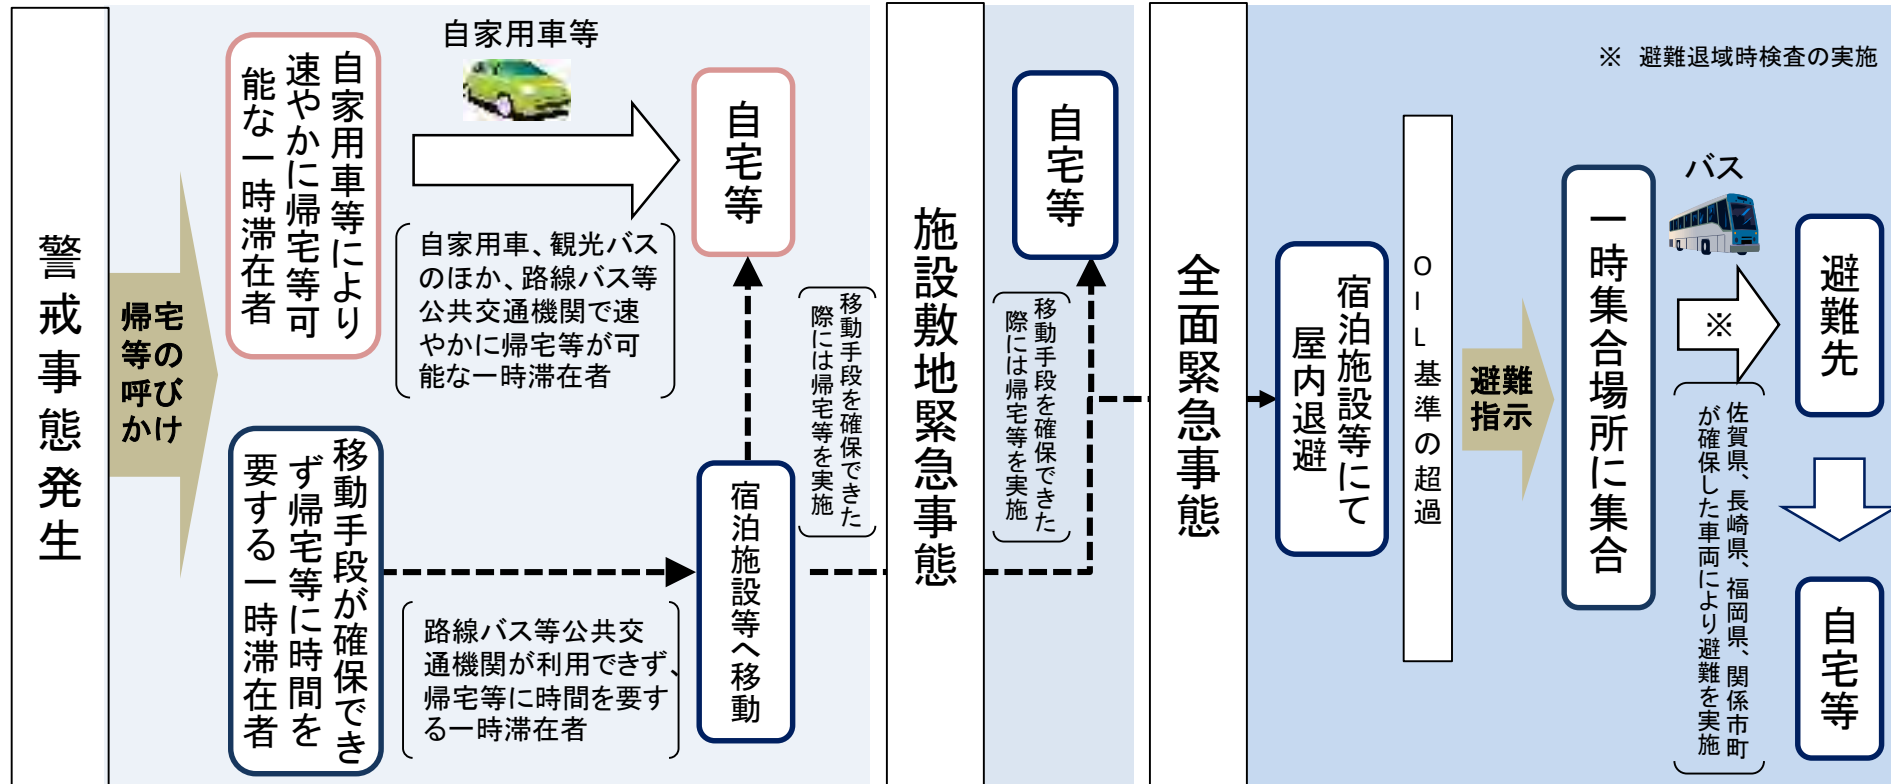 警戒事態発生
帰宅
等の
呼び
かけ
自家用車等により
速やかに帰宅等可
能な一時滞在者
自家用車等
自家用車、観光バス
のほか、路線バス等
公共交通機関で速
やかに帰宅等が可
能な一時滞在者
自宅等
移動手段が確保でき
ず帰宅等に時間を
要する一時滞在者
路線バス等公共交
通機関が利用できず、
帰宅等に時間を要す
る一時滞在者
宿泊施設等へ移動
移動手段を確保できた
際には帰宅等を実施
施設敷地緊急事態
自宅等
移動手段を確保できた
際には帰宅等を実施
全面緊急事態
宿泊施設等にて
屋内退避
OIL基準の超過
避難
指示
一時集合場所に集合
※ 避難退域時検査の実施
バス
※
佐賀県、長崎県、福岡県、関係市町
が確保した車両により避難を実施
避難先
自宅等